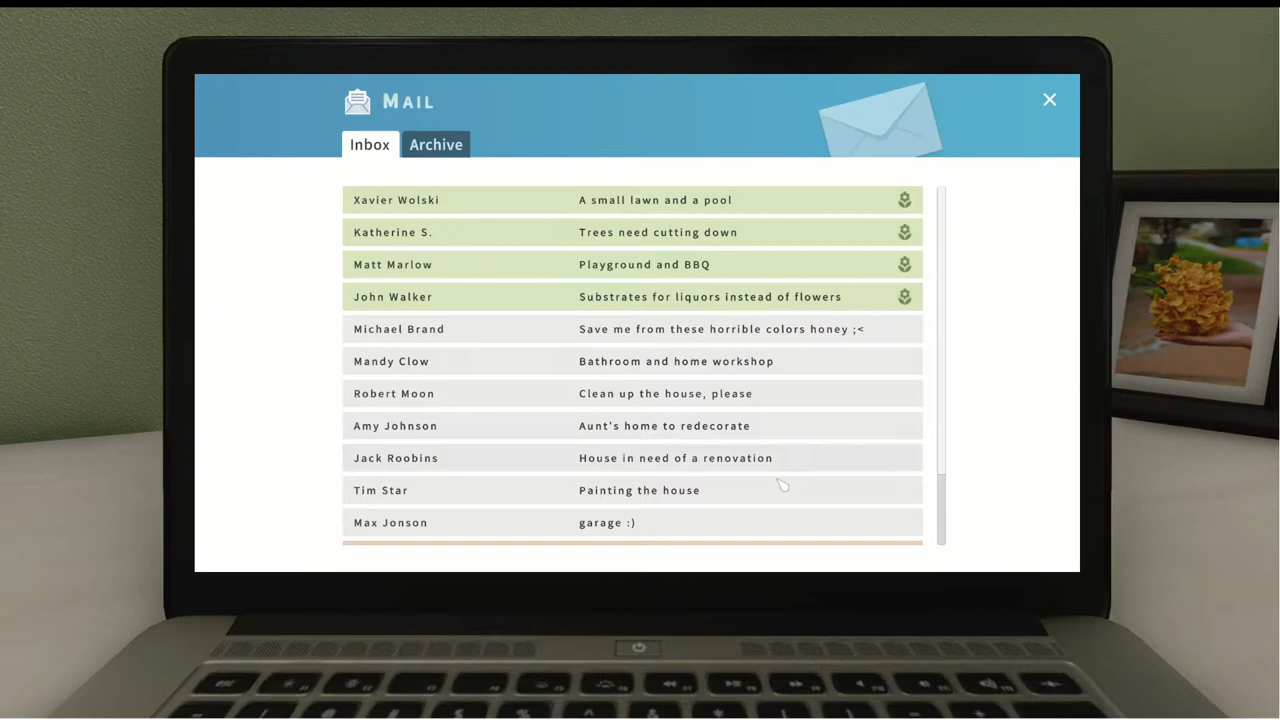 MAIL
Inbox Archive
Xavier Wolski A small lawn and a pool
Katherine S. Trees need cutting down
Matt Marlow Playground and BBQ
John Walker Substrates for liquors instead of flowers
Michael Brand Save me from these horrible colors honey ;<
Mandy Clow Bathroom and home workshop
Robert Moon Clean up the house, please
Amy Johnson Aunt's home to redecorate
Jack Roobins House in need of a renovation
Tim Star Painting the house
Max Jonson garage :)
esc